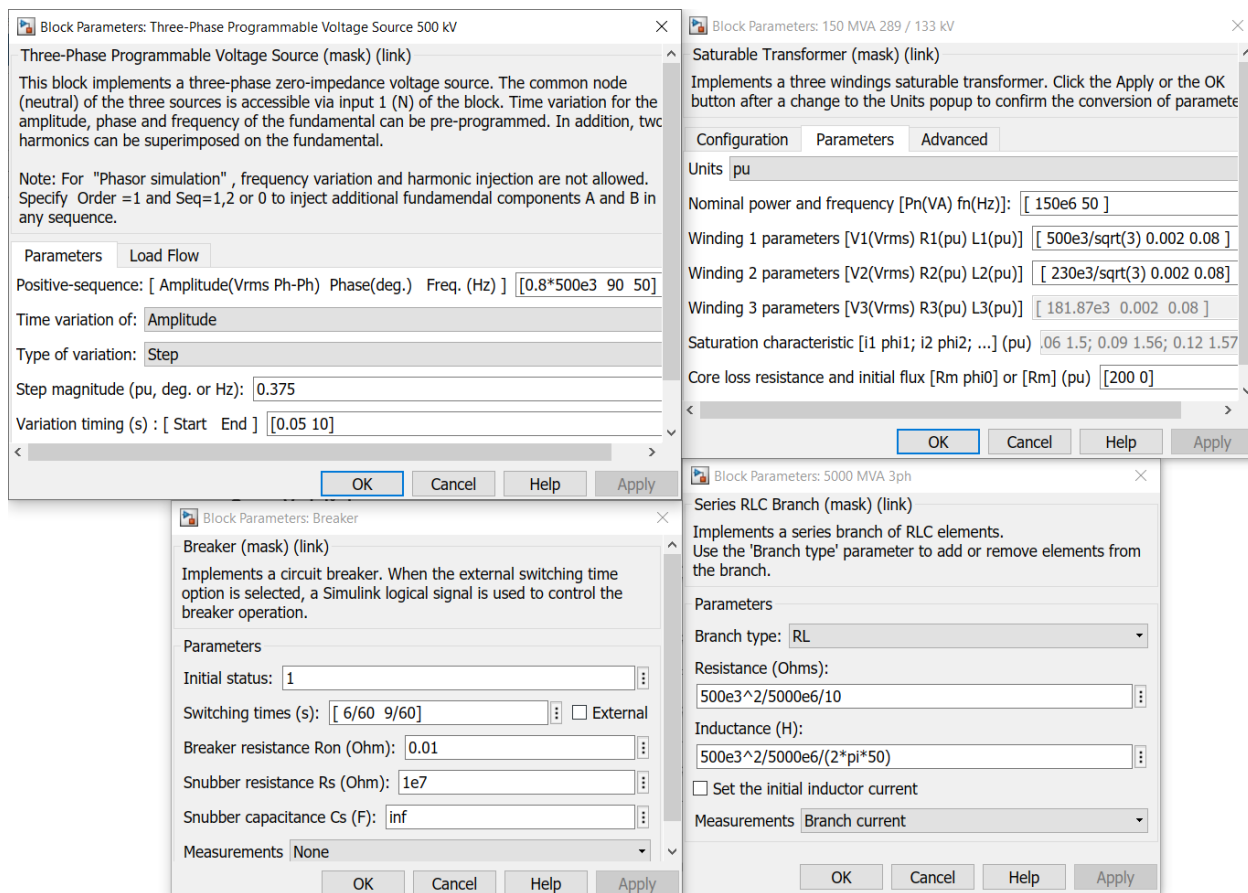 Block Parameters: Three-Phase Programmable Voltage Source 500 kV
Three-Phase Programmable Voltage Source (mask) (link)
This block implements a three-phase zero-impedance voltage source. The common node
(neutral) of the three sources is accessible via input 1 (N) of the block. Time variation for the
amplitude, phase and frequency of the fundamental can be pre-programmed. In addition, two
harmonics can be superimposed on the fundamental.
Note: For "Phasor simulation" , frequency variation and harmonic injection are not allowed.
Specify Order =1 and Seq=1,2 or 0 to inject additional fundamendal components A and B in
any sequence.
Parameters
Load Flow
Positive-sequence: [ Amplitude(Vrms Ph-Ph) Phase(deg.) Freq. (Hz) ] [0.8*500e3 90 50]
Time variation of: Amplitude
Type of variation: Step
Step magnitude (pu, deg. or Hz): 0.375
Variation timing (s) : [ Start End ] [0.05 10]
OK Cancel Help Apply
Block Parameters: 150 MVA 289 / 133 kV
Saturable Transformer (mask) (link)
Implements a three windings saturable transformer. Click the Apply or the OK
button after a change to the Units popup to confirm the conversion of paramete
Configuration Parameters Advanced
Units pu
Nominal power and frequency [Pn(VA) fn(Hz)]: [ 150e6 50 ]
Winding 1 parameters [V1(Vrms) R1(pu) L1(pu)] [ 500e3/sqrt(3) 0.002 0.08 ]
Winding 2 parameters [V2(Vrms) R2(pu) L2(pu)] [ 230e3/sqrt(3) 0.002 0.08]
Winding 3 parameters [V3(Vrms) R3(pu) L3(pu)] [ 181.87e3 0.002 0.08 ]
Saturation characteristic [i1 phi1; i2 phi2; ...] (pu) .06 1.5; 0.09 1.56; 0.12 1.57
Core loss resistance and initial flux [Rm phi0] or [Rm] (pu) [200 0]
OK Cancel Help Apply
Block Parameters: Breaker
Breaker (mask) (link)
Implements a circuit breaker. When the external switching time
option is selected, a Simulink logical signal is used to control the
breaker operation.
Parameters
Initial status: 1
Switching times (s): [ 6/60 9/60] External
Breaker resistance Ron (Ohm): 0.01
Snubber resistance Rs (Ohm): 1e7
Snubber capacitance Cs (F): inf
Measurements None
OK Cancel Help Apply
Block Parameters: 5000 MVA 3ph
Series RLC Branch (mask) (link)
Implements a series branch of RLC elements.
Use the 'Branch type' parameter to add or remove elements from
the branch.
Parameters
Branch type: RL
Resistance (Ohms):
500e3^2/5000e6/10
Inductance (H):
500e3^2/5000e6/(2*pi*50)
Set the initial inductor current
Measurements Branch current
OK Cancel Help Apply